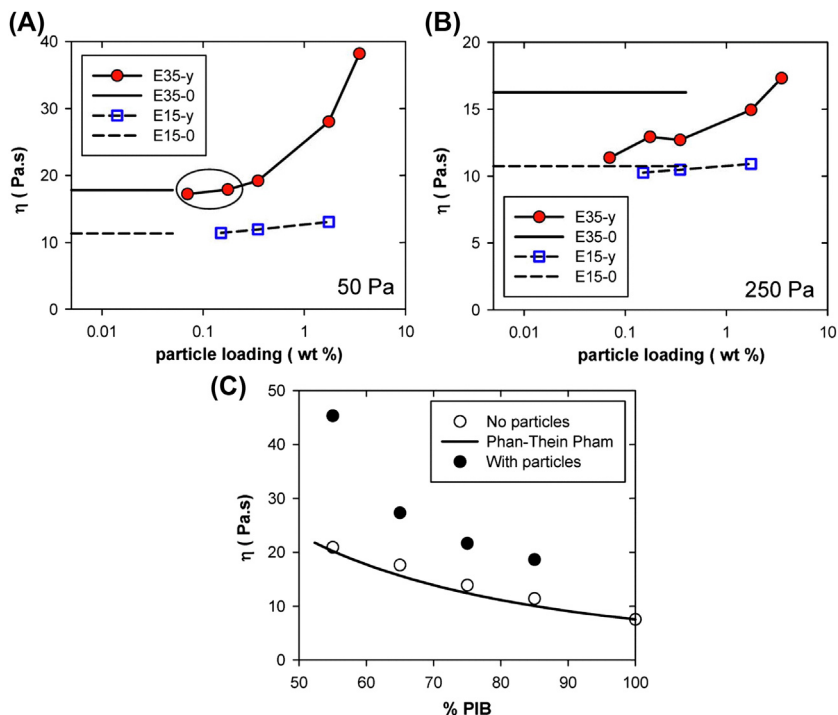 (A)
40
30
20
10
0
η ( Pa.s)
E35-y
E35-0
E15-y
E15-0
50 Pa
0.01 0.1 1 10
particle loading ( wt %)
(B)
20
15
10
5
0
η ( Pa.s)
E35-y
E35-0
E15-y
E15-0
250 Pa
0.01 0.1 1 10
particle loading ( wt %)
(C)
50
40
30
20
10
0
η ( Pa.s)
No particles
Phan-Thein Pham
With particles
50 60 70 80 90 100
% PIB